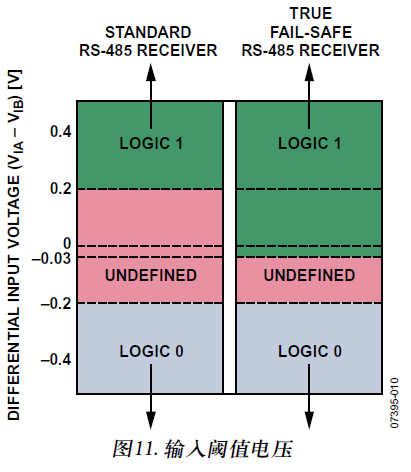 STANDARD
RS-485 RECEIVER
TRUE
FAIL-SAFE
RS-485 RECEIVER
DIFFERENTIAL INPUT VOLTAGE (VIA – VIB) [V]
0.4
0.2
0
–0.03
–0.2
–0.4
LOGIC 1
UNDEFINED
LOGIC 0
LOGIC 1
UNDEFINED
LOGIC 0
07395-010
图11. 输入阈值电压